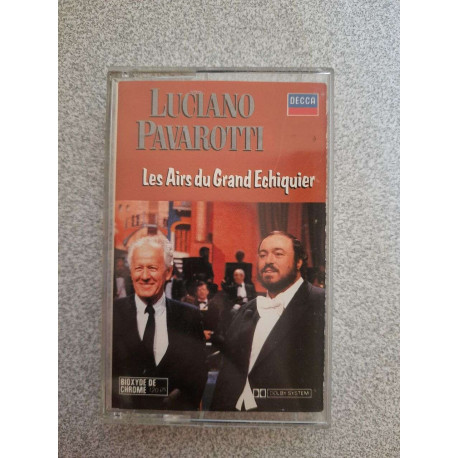 LUCIANO
PAVAROTTI
DECCA
Les Airs du Grand Echiquier
BIOXYDE DE
CHROME
DOLBY SYSTEM